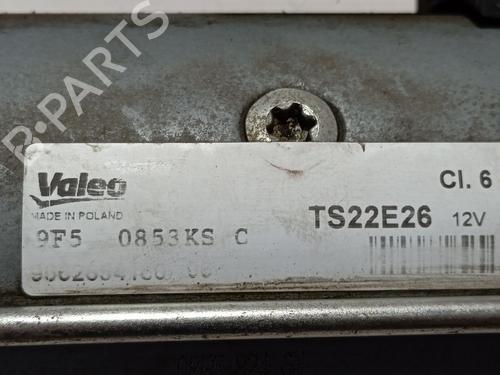 B-PARTS
Valeo
MADE IN POLAND
Cl. 6
TS22E26 12V
9F5 0853KS C